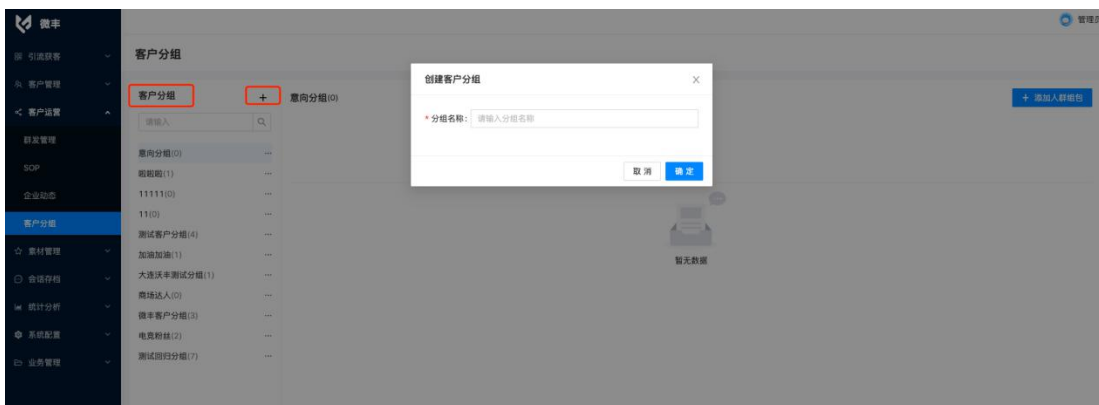 微丰
管理员
引流获客
客户管理
客户运营
群发管理
SOP
企业动态
客户分组
素材管理
会话存档
统计分析
系统配置
业务管理
客户分组
客户分组 +
请输入
意向分组(0)
啦啦啦(1)
11111(0)
11(0)
测试客户分组(4)
加油加油(1)
大连沃丰测试分组(1)
商场达人(0)
微丰客户分组(3)
电竞粉丝(2)
测试回归分组(7)
意向分组(0)
+ 添加人群组包
创建客户分组
* 分组名称: 请输入分组名称
取 消 确 定
暂无数据